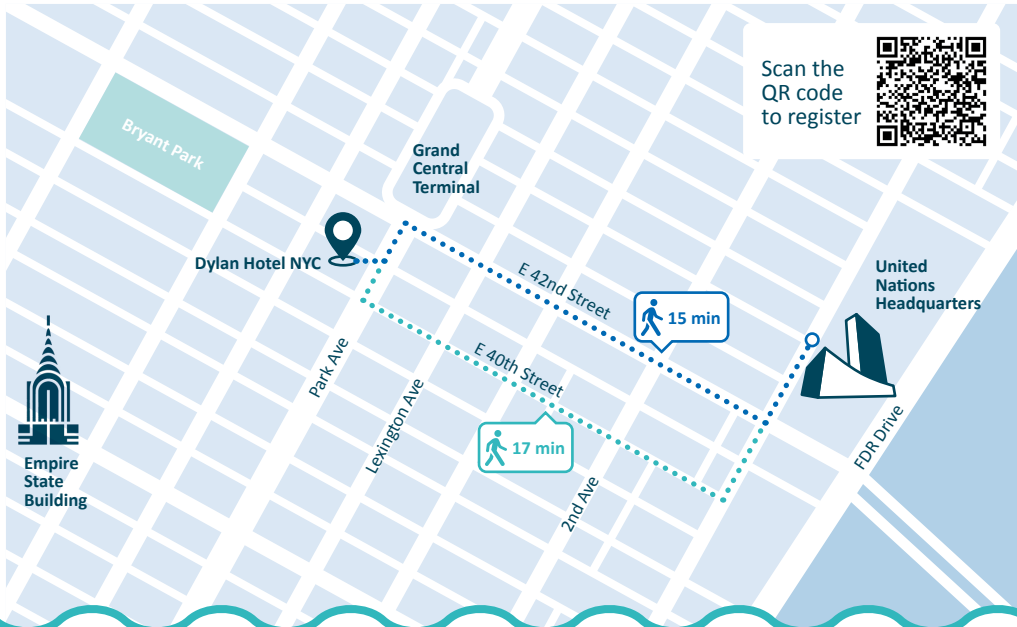 Scan the
QR code
to register
Bryant Park
Grand
Central
Terminal
Dylan Hotel NYC
E 42nd Street
United
Nations
Headquarters
15 min
Park Ave
E 40th Street
Lexington Ave
17 min
FDR Drive
2nd Ave
Empire
State
Building